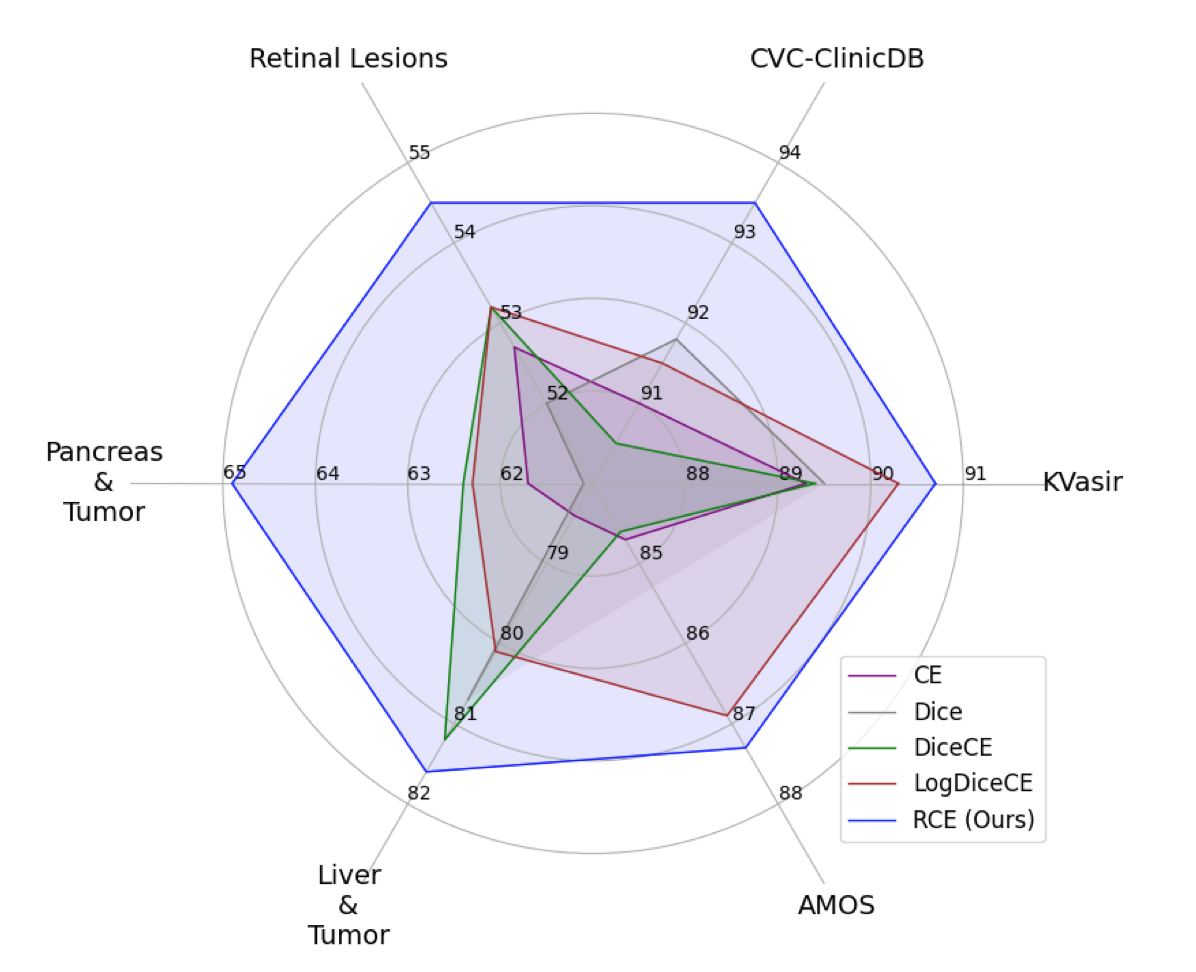 Retinal Lesions
CVC-ClinicDB
55
94
54
93
53
92
52
91
Pancreas
&
Tumor
65
64
63
62
88
89
90
91
KVasir
79
85
80
86
81
87
82
88
CE
Dice
DiceCE
LogDiceCE
RCE (Ours)
Liver
&
Tumor
AMOS